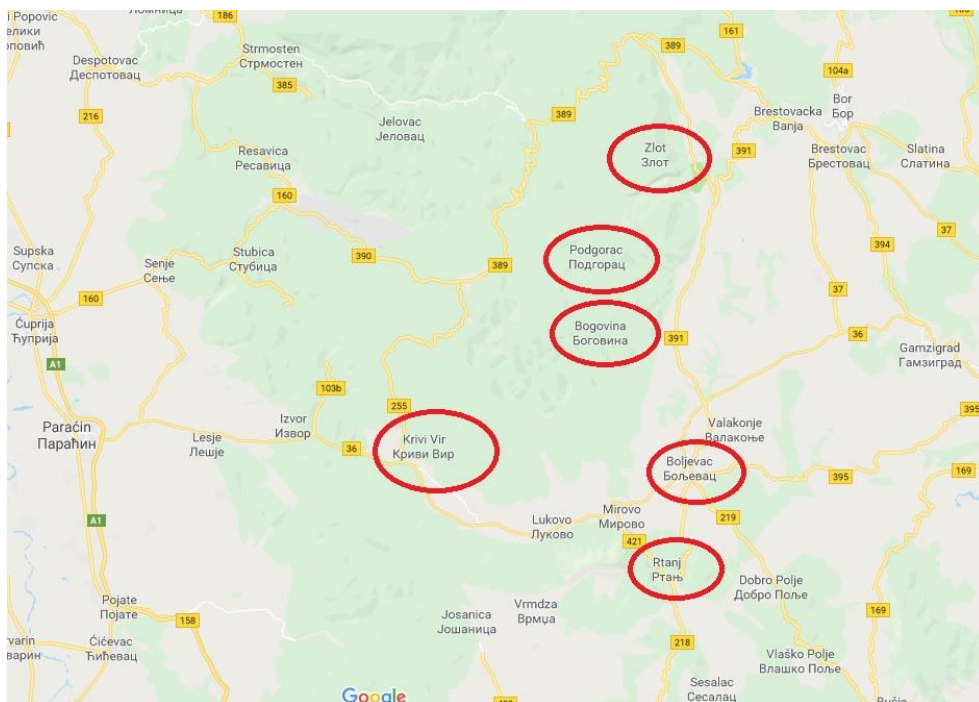 186
i Popovic
елики
оповић
Strmosten
Стрмостен
389
161
Despotovac
Деспотовац
104a
385
Bor
Бор
216
389
Brestovacka
Banja
Jelovac
Јеловац
Zlot
Злот
391
Brestovac
Брестовац
Slatina
Слатина
Resavica
Ресавица
160
37
Podgorac
Подгорац
394
Supska
Супска
Stubica
Стубица
390
389
Senje
Сење
37
160
Ćuprija
Ћуприја
Bogovina
Боговина
391
36
Gamzigrad
Гамзиград
A1
103b
255
395
Paraćin
Параћин
Izvor
Извор
Valakonje
Валакоње
Lesje
Лешје
36
Krivi Vir
Криви Вир
Boljevac
Бољевац
395
169
A1
Lukovo
Луково
Mirovo
Мирово
219
421
Rtanj
Ртањ
Dobro Polje
Добро Поље
Pojate
Појате
158
Josanica
Јошаница
Vrmdza
Врмџа
169
rvarin
варин
Ćićevac
Ћићевац
218
Vlaško Polje
Влашко Поље
Sesalac
Сесалац
Google